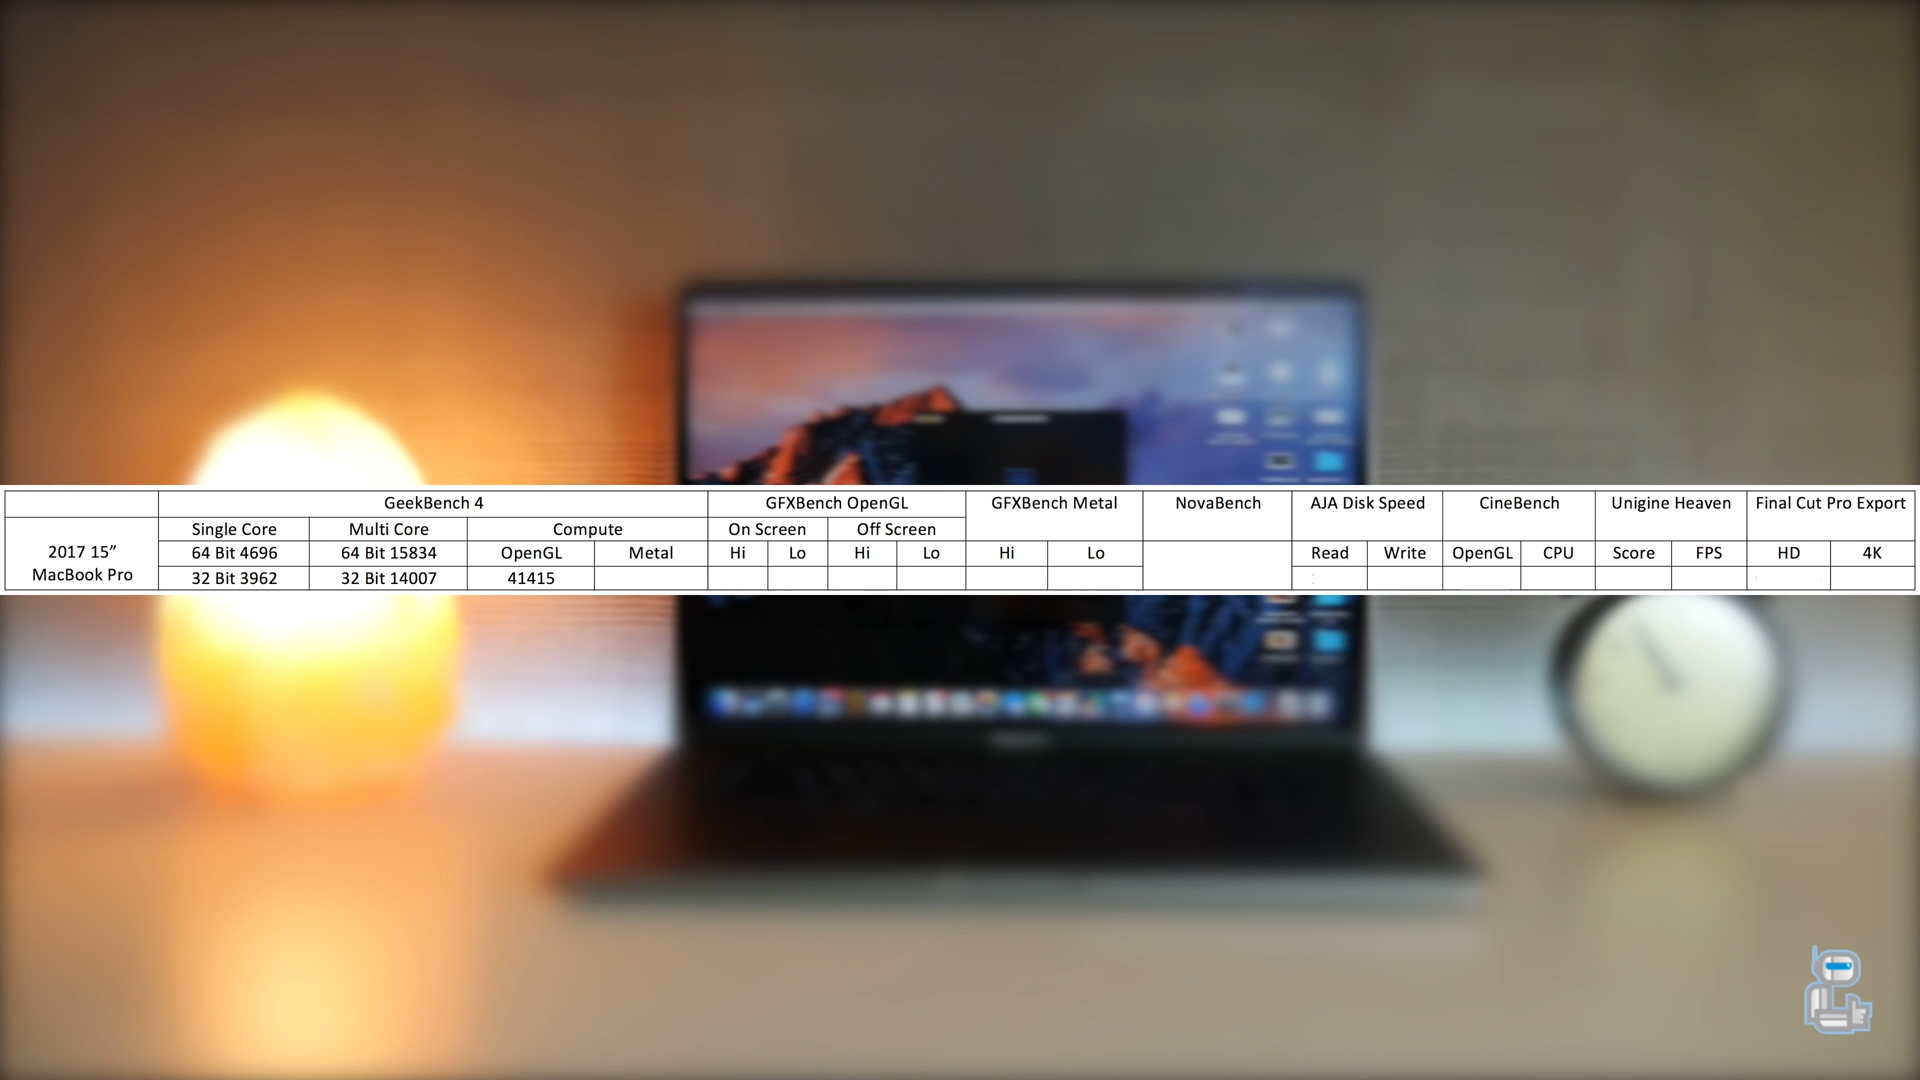 GeekBench 4 GFXBench OpenGL GFXBench Metal NovaBench AJA Disk Speed CineBench Unigine Heaven Final Cut Pro Export
Single Core Multi Core Compute On Screen Off Screen
2017 15” 64 Bit 4696 64 Bit 15834 OpenGL Metal Hi Lo Hi Lo Hi Lo Read Write OpenGL CPU Score FPS HD 4K
MacBook Pro 32 Bit 3962 32 Bit 14007 41415